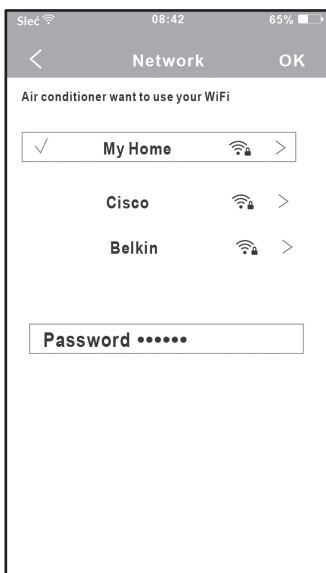 Sieć 08:42 65%
< Network OK
Air conditioner want to use your WiFi
✓ My Home >
Cisco >
Belkin >
Password ••••••